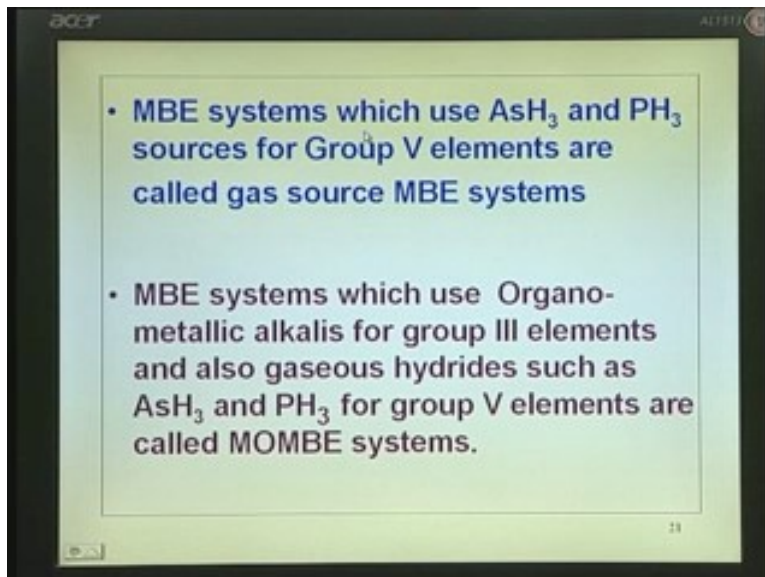 acer
• MBE systems which use AsH₃ and PH₃
sources for Group V elements are
called gas source MBE systems
• MBE systems which use Organo-
metallic alkalis for group III elements
and also gaseous hydrides such as
AsH₃ and PH₃ for group V elements are
called MOMBE systems.